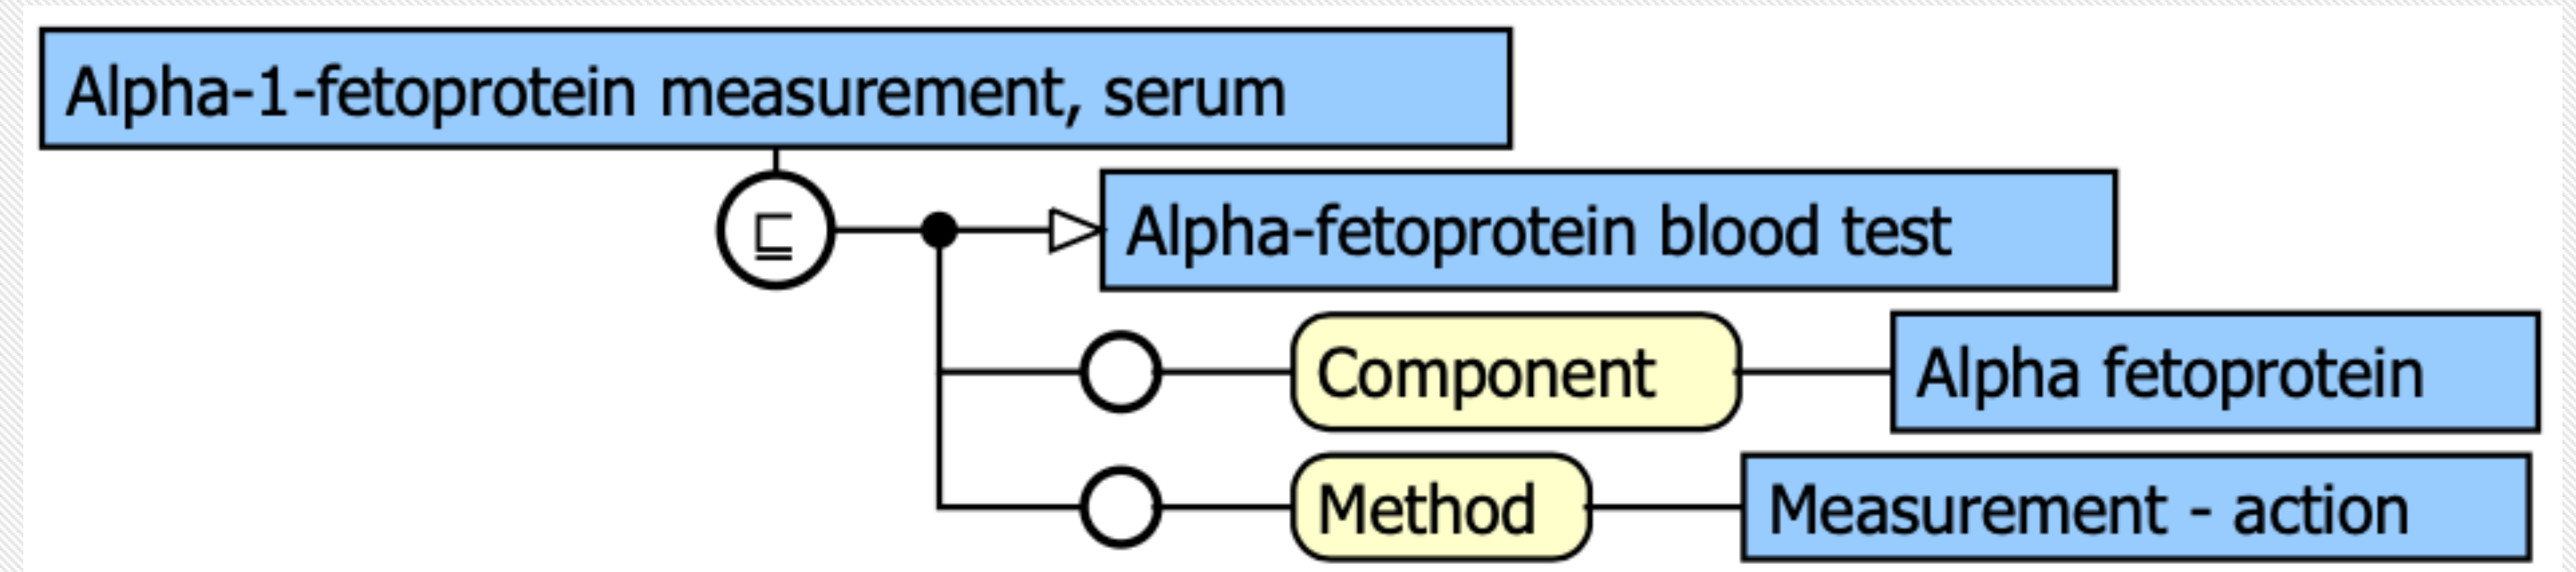 Alpha-1-fetoprotein measurement, serum
⊑
Alpha-fetoprotein blood test
Component
Alpha fetoprotein
Method
Measurement - action